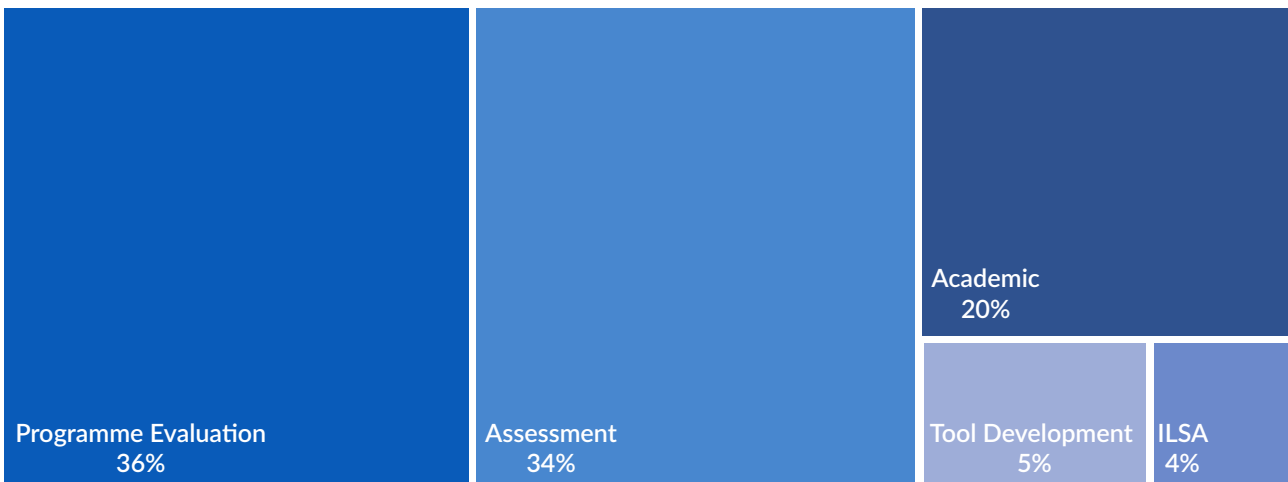 Programme Evaluation
36%
Assessment
34%
Academic
20%
Tool Development
5%
ILSA
4%